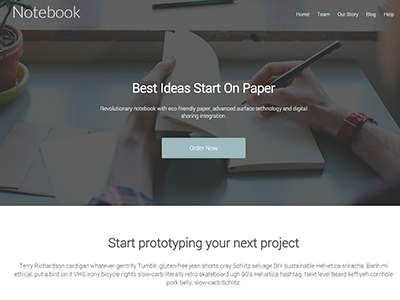 Notebook
Home Team Our Story Blog Help
Best Ideas Start On Paper
Revolutionary notebook with eco-friendly paper, advanced surface technology and digital
sharing integration.
Order Now
Start prototyping your next project
Terry Richardson cardigan whatever gentrify Tumblr, gluten-free jean shorts cray Schlitz selvage DIY sustainable Helvetica sriracha. Banh mi
ethical, put a bird on it VHS irony bicycle rights slow-carb literally retro skateboard ugh 90's Helvetica hashtag. Next level beard keffiyeh cornhole
pork belly, slow-carb Schlitz